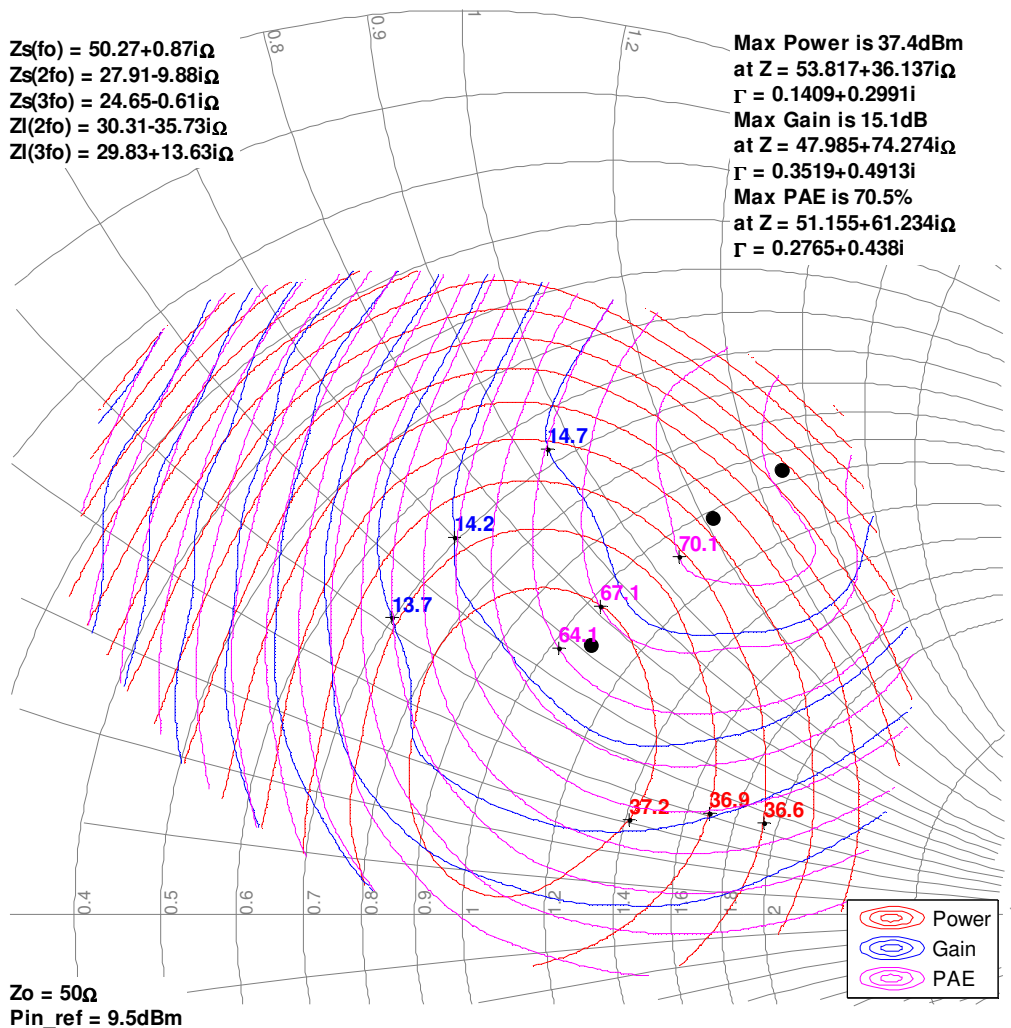 Zs(fo) = 50.27+0.87iΩ
Zs(2fo) = 27.91-9.88iΩ
Zs(3fo) = 24.65-0.61iΩ
Zl(2fo) = 30.31-35.73iΩ
Zl(3fo) = 29.83+13.63iΩ
0.8
0.9
1
1.2
Max Power is 37.4dBm
at Z = 53.817+36.137iΩ
Γ = 0.1409+0.2991i
Max Gain is 15.1dB
at Z = 47.985+74.274iΩ
Γ = 0.3519+0.4913i
Max PAE is 70.5%
at Z = 51.155+61.234iΩ
Γ = 0.2765+0.438i
14.7
14.2
70.1
13.7
67.1
64.1
37.2
36.9
36.6
0.4
0.5
0.6
0.7
0.8
0.9
1
1.2
1.4
1.6
1.8
2
Power
Gain
PAE
Zo = 50Ω
Pin_ref = 9.5dBm